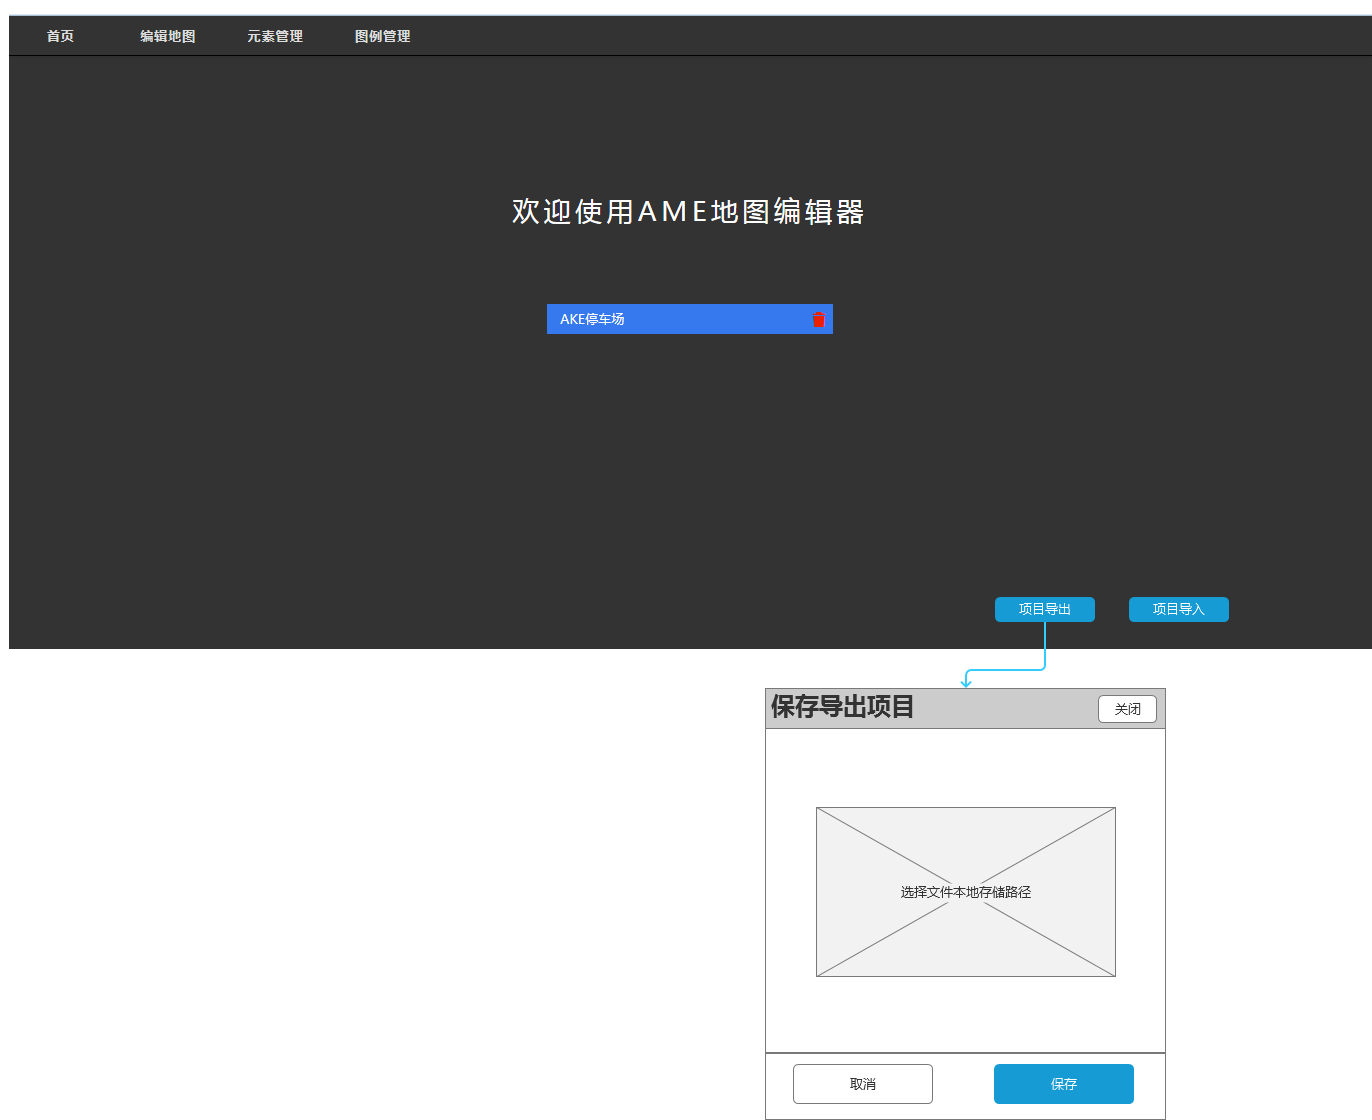 首页 编辑地图 元素管理 图例管理
欢迎使用AME地图编辑器
AKE停车场
项目导出 项目导入
保存导出项目 关闭
选择文件本地存储路径
取消 保存